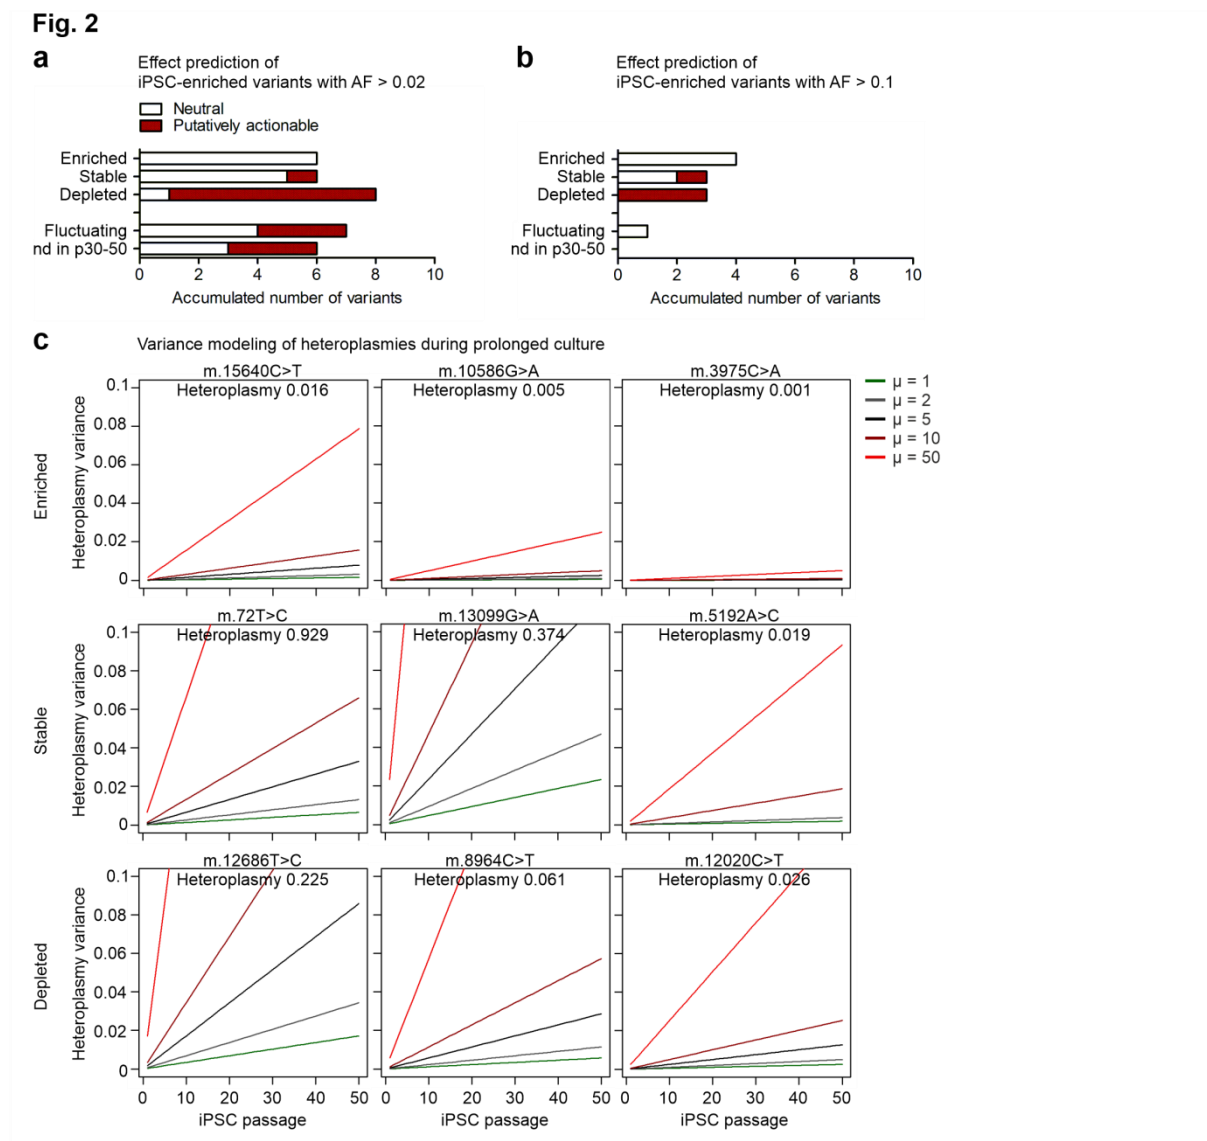 Fig. 2
a
Effect prediction of
iPSC-enriched variants with AF > 0.02
Neutral
Putatively actionable
Enriched
Stable
Depleted
Fluctuating
nd in p30-50
0 2 4 6 8 10
Accumulated number of variants
b
Effect prediction of
iPSC-enriched variants with AF > 0.1
Enriched
Stable
Depleted
Fluctuating
nd in p30-50
0 2 4 6 8 10
Accumulated number of variants
c
Variance modeling of heteroplasmies during prolonged culture
Enriched
Heteroplasmy variance
0.1
0.08
0.06
0.04
0.02
0
m.15640C>T
Heteroplasmy 0.016
m.10586G>A
Heteroplasmy 0.005
m.3975C>A
Heteroplasmy 0.001
μ = 1
μ = 2
μ = 5
μ = 10
μ = 50
Stable
Heteroplasmy variance
0.1
0.08
0.06
0.04
0.02
0
m.72T>C
Heteroplasmy 0.929
m.13099G>A
Heteroplasmy 0.374
m.5192A>C
Heteroplasmy 0.019
Depleted
Heteroplasmy variance
0.1
0.08
0.06
0.04
0.02
0
m.12686T>C
Heteroplasmy 0.225
m.8964C>T
Heteroplasmy 0.061
m.12020C>T
Heteroplasmy 0.026
0 10 20 30 40 50
iPSC passage
0 10 20 30 40 50
iPSC passage
0 10 20 30 40 50
iPSC passage